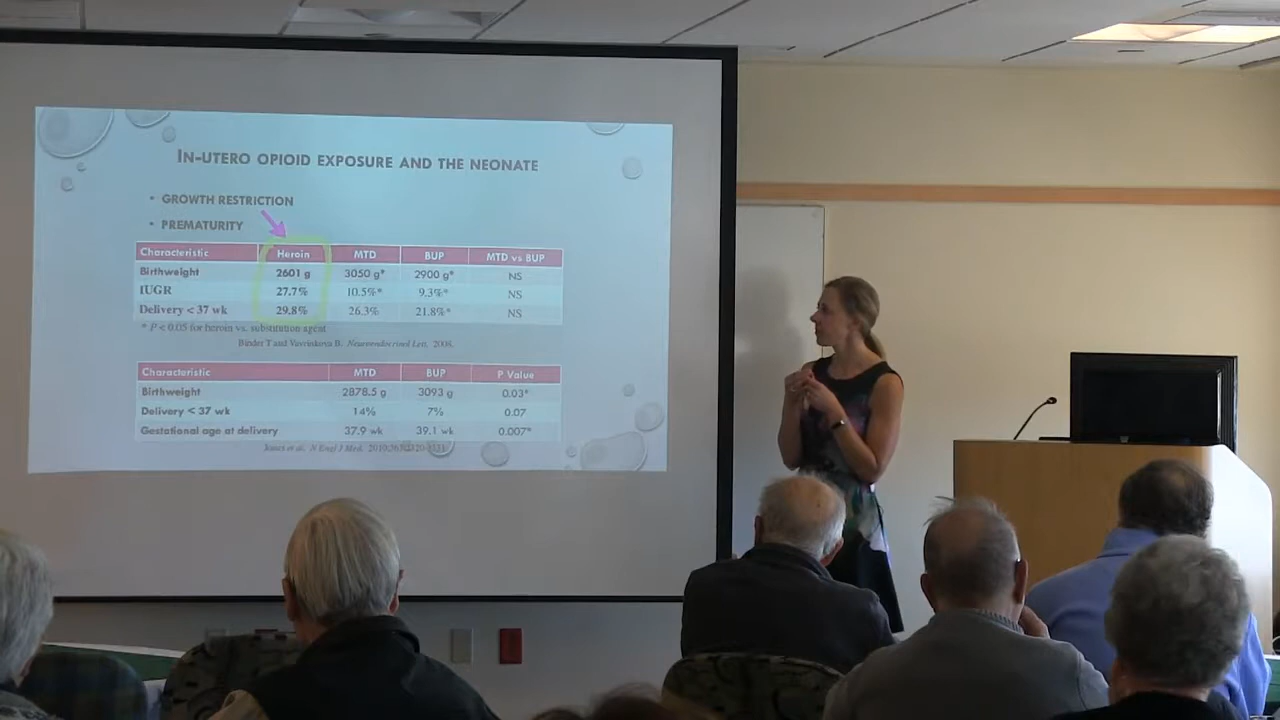 IN-UTERO OPIOID EXPOSURE AND THE NEONATE
• GROWTH RESTRICTION
• PREMATURITY
Characteristic Heroin MTD BUP MTD vs BUP
Birthweight 2601 g 3050 g* 2900 g* NS
IUGR 27.7% 10.5%* 9.3%* NS
Delivery < 37 wk 29.8% 26.3% 21.8%* NS
* P < 0.05 for heroin vs. substitution agent
Binder T and Vavrinkova B. Neuroendocrinol Lett. 2008.
Characteristic MTD BUP P Value
Birthweight 2878.5 g 3093 g 0.03*
Delivery < 37 wk 14% 7% 0.07
Gestational age at delivery 37.9 wk 39.1 wk 0.007*
Jones et al. N Engl J Med.